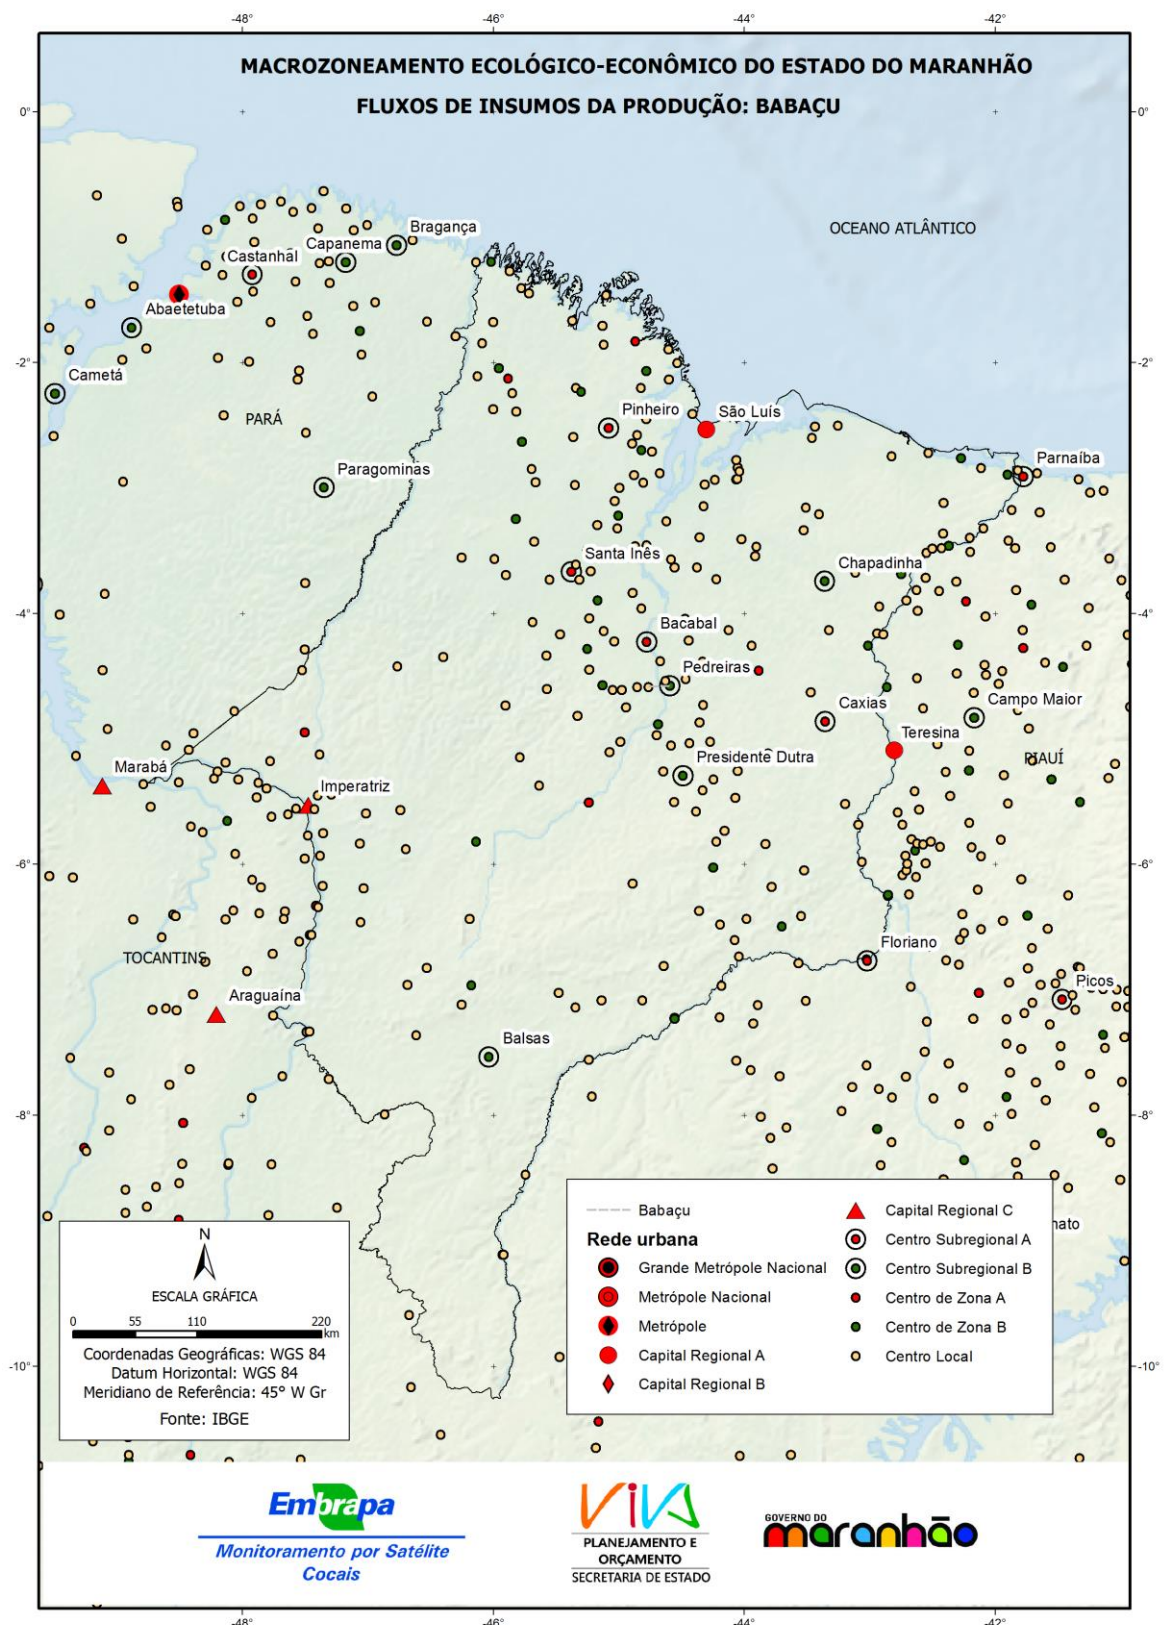 -48°
-46°
-44°
-42°
MACROZONEAMENTO ECOLÓGICO-ECONÔMICO DO ESTADO DO MARANHÃO
FLUXOS DE INSUMOS DA PRODUÇÃO: BABAÇU
0°
0°
OCEANO ATLÂNTICO
Bragança
Capanema
Castanhal
Abaetetuba
-2°
-2°
Cametá
PARÁ
Pinheiro
São Luís
Paragominas
Parnaíba
Santa Inês
Chapadinha
-4°
-4°
Bacabal
Pedreiras
Caxias
Campo Maior
Teresina
Marabá
Presidente Dutra
PIAUÍ
Imperatriz
-6°
-6°
Floriano
TOCANTINS
Picos
Araguaína
Balsas
-8°
-8°
Babaçu
Rede urbana
Grande Metrópole Nacional
Metrópole Nacional
Metrópole
Capital Regional A
Capital Regional B
Capital Regional C
Centro Subregional A
Centro Subregional B
Centro de Zona A
Centro de Zona B
Centro Local
nato
N
ESCALA GRÁFICA
0 55 110 220
km
Coordenadas Geográficas: WGS 84
Datum Horizontal: WGS 84
Meridiano de Referência: 45° W Gr
Fonte: IBGE
-10°
-10°
Embrapa
Monitoramento por Satélite
Cocais
VIVA
PLANEJAMENTO E
ORÇAMENTO
SECRETARIA DE ESTADO
GOVERNO DO
maranhão
-48°
-46°
-44°
-42°